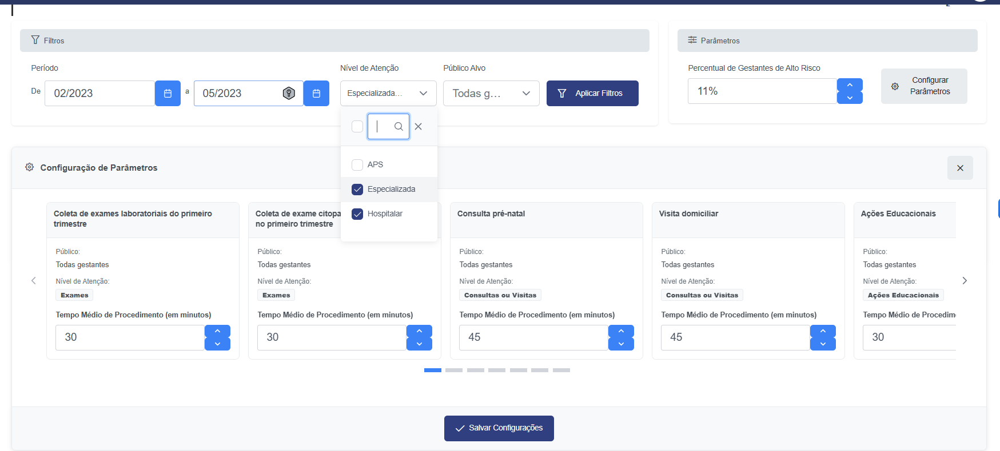 Filtros
Parâmetros
Período
Nível de Atenção
Público Alvo
Percentual de Gestantes de Alto Risco
De
02/2023
a
05/2023
Especializada...
Todas g...
Aplicar Filtros
11%
Configurar
Parâmetros
APS
Especializada
Hospitalar
Configuração de Parâmetros
Coleta de exames laboratoriais do primeiro
trimestre
Público:
Todas gestantes
Nível de Atenção:
Exames
Tempo Médio de Procedimento (em minutos)
30
Coleta de exame citopa
no primeiro trimestre
Público:
Todas gestantes
Nível de Atenção:
Exames
Tempo Médio de Procedimento (em minutos)
30
Consulta pré-natal
Público:
Todas gestantes
Nível de Atenção:
Consultas ou Visitas
Tempo Médio de Procedimento (em minutos)
45
Visita domiciliar
Público:
Todas gestantes
Nível de Atenção:
Consultas ou Visitas
Tempo Médio de Procedimento (em minutos)
45
Ações Educacionais
Público:
Todas gestantes
Nível de Atenção:
Ações Educacionais
Tempo Médio de Procedim
30
Salvar Configurações